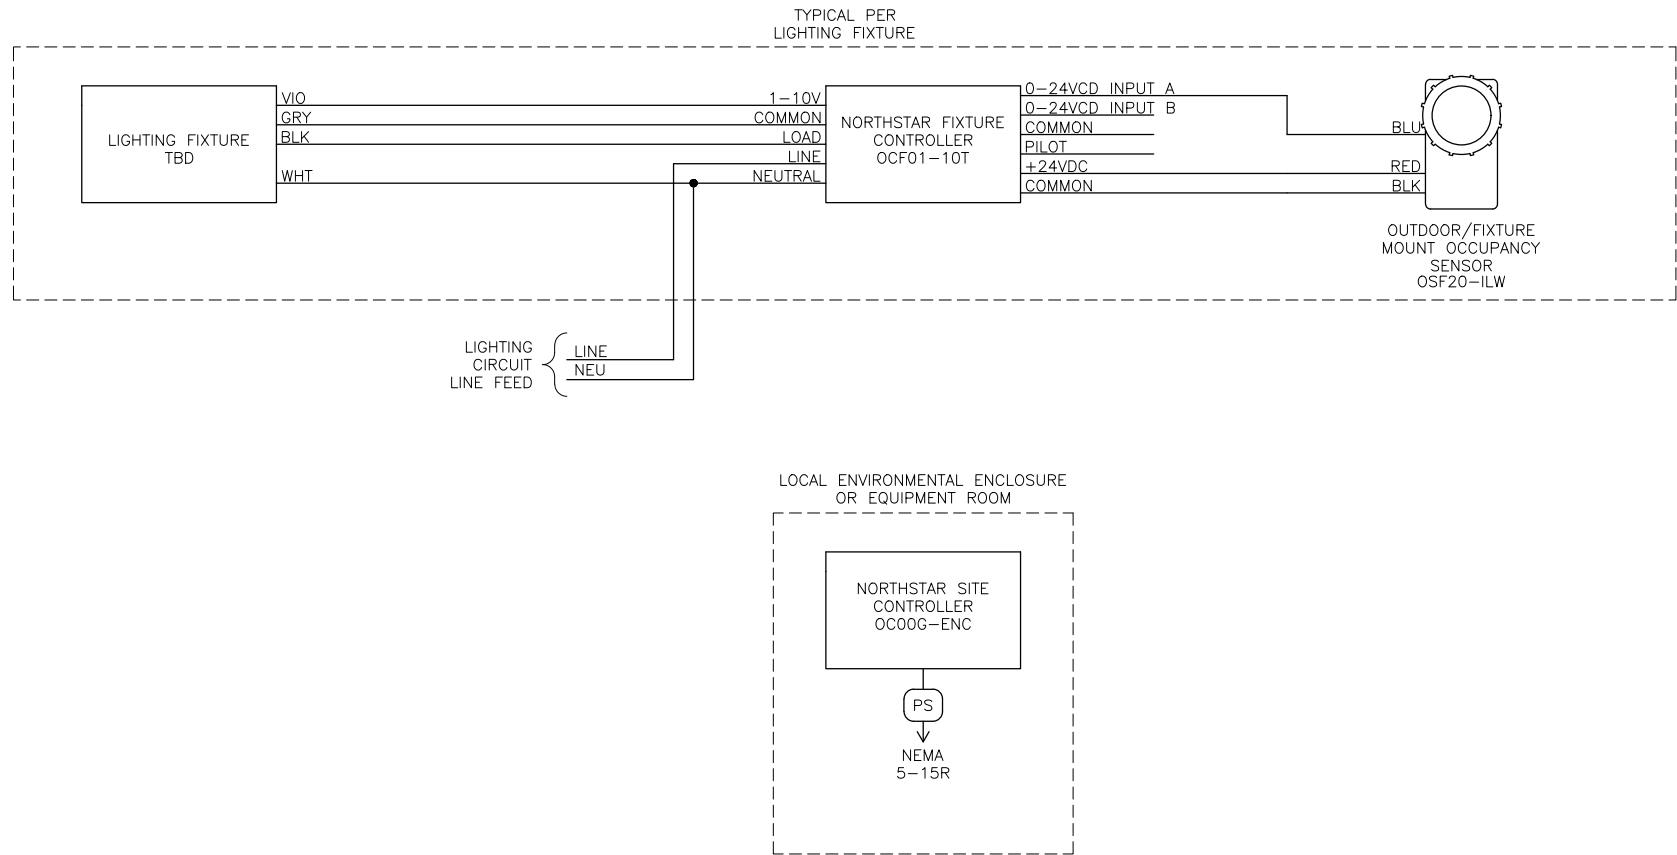 TYPICAL PER
LIGHTING FIXTURE
LIGHTING FIXTURE
TBD
VIO
GRY
BLK
WHT
1-10V
COMMON
LOAD
LINE
NEUTRAL
NORTHSTAR FIXTURE
CONTROLLER
OCF01-10T
0-24VCD INPUT A
0-24VCD INPUT B
COMMON
PILOT
+24VDC
COMMON
BLU
RED
BLK
OUTDOOR/FIXTURE
MOUNT OCCUPANCY
SENSOR
OSF20-ILW
LIGHTING
CIRCUIT
LINE FEED
LINE
NEU
LOCAL ENVIRONMENTAL ENCLOSURE
OR EQUIPMENT ROOM
NORTHSTAR SITE
CONTROLLER
OC00G-ENC
PS
NEMA
5-15R